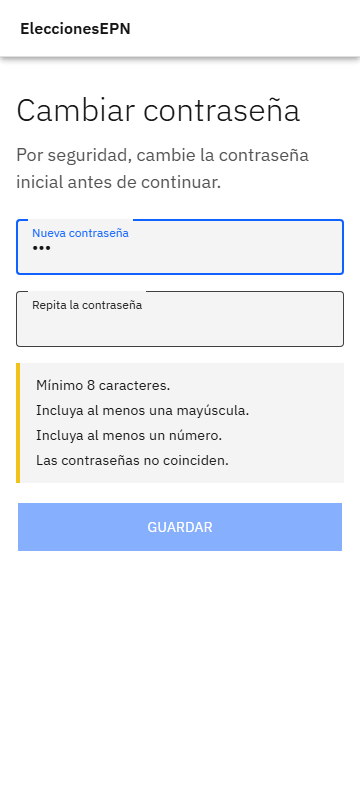 EleccionesEPN
Cambiar contraseña
Por seguridad, cambie la contraseña
inicial antes de continuar.
Nueva contraseña
•••
Repita la contraseña
Mínimo 8 caracteres.
Incluya al menos una mayúscula.
Incluya al menos un número.
Las contraseñas no coinciden.
GUARDAR